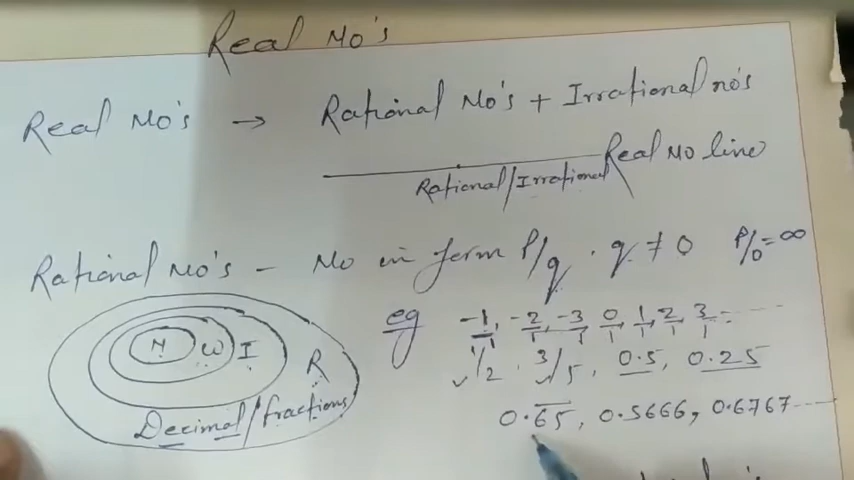 Real No's
Real No's → Rational No's + Irrational no's
Real No line
Rational/Irrational
Rational No's - No in form P/q . q ≠ 0 P/0 = ∞
eg -1/1, -2/1, -3/1, 0/1, 1/1, 2/1, 3/1 ----
1/2 . 3/5, 0.5, 0.25
0.6̅5̅, 0.5666, 0.6767----
N W I R
Decimal/fractions